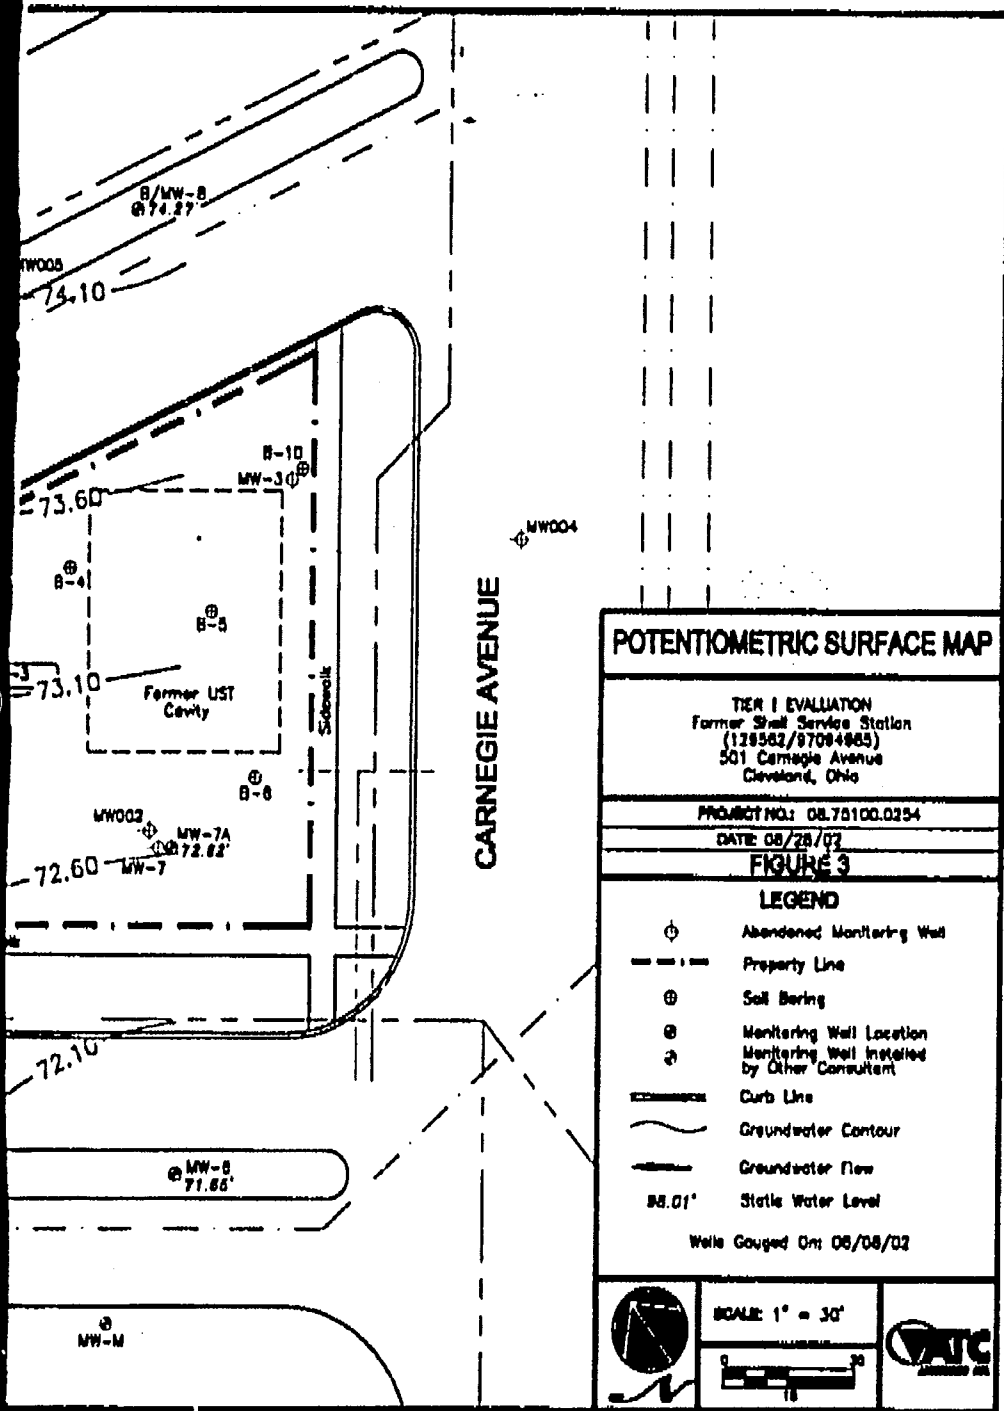 B/MW-8
74.27'
MW005
74.10
B-10
MW-3
73.60
MW004
B-4
B-5
73.10
Former UST
Cavity
Sidewalk
CARNEGIE AVENUE
B-6
MW002
MW-7A
72.62'
MW-7
72.60
72.10
MW-6
71.65'
MW-M
POTENTIOMETRIC SURFACE MAP
TIER I EVALUATION
Former Shell Service Station
501 Carnegie Avenue
Cleveland, Ohio
PROJECT NO.: 08.75100.0254
DATE 08/28/02
FIGURE 3
LEGEND
Abandoned Monitoring Well
Property Line
Soil Boring
Monitoring Well Location
Monitoring Well Installed
by Other Consultant
Curb Line
Groundwater Contour
Groundwater Flow
98.01' Static Water Level
Wells Gauged On: 08/08/02
SCALE: 1" = 30'
0 30
15
ATC